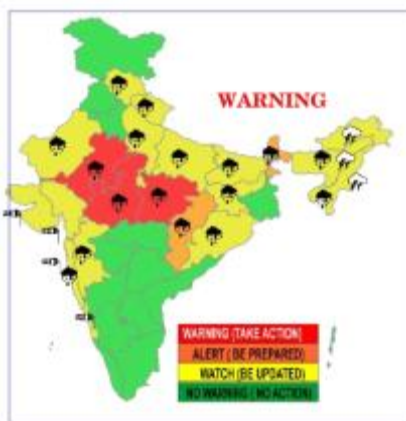 WARNING
WARNING (TAKE ACTION)
ALERT ( BE PREPARED)
WATCH (BE UPDATED)
NO WARNING ( NO ACTION)